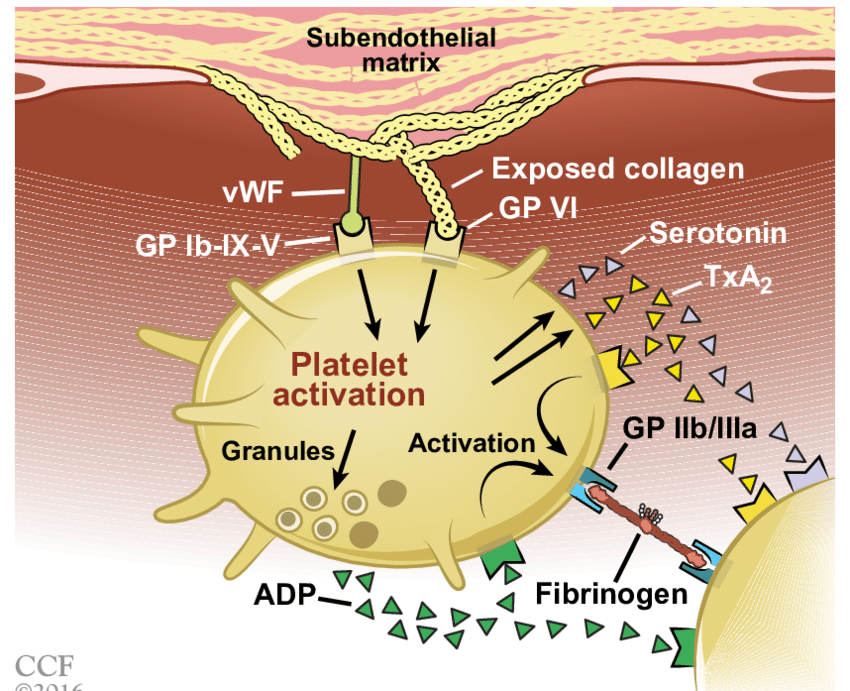 Subendothelial
matrix
Exposed collagen
vWF
GP VI
GP Ib-IX-V
Serotonin
TxA2
Platelet
activation
GP IIb/IIIa
Activation
Granules
ADP
Fibrinogen
CCF
©2016